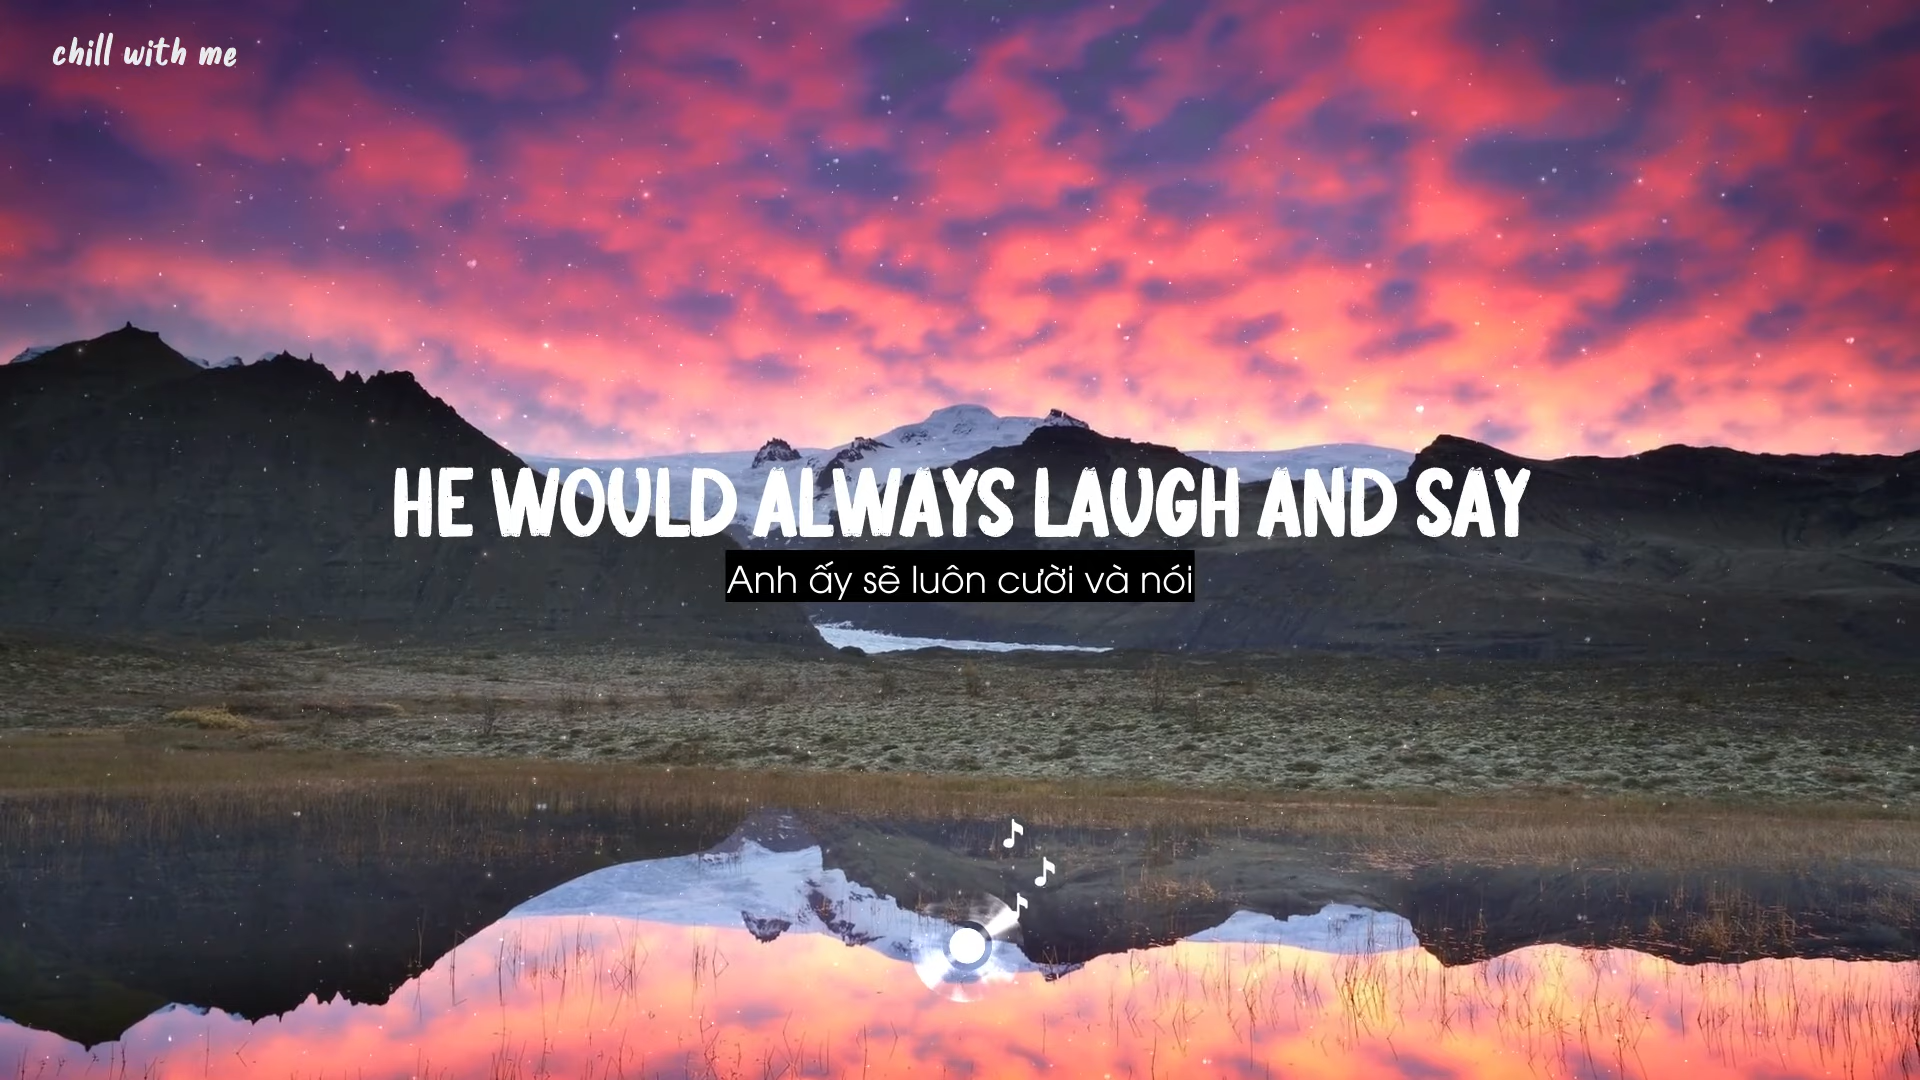 chill with me
HE WOULD ALWAYS LAUGH AND SAY
Anh ấy sẽ luôn cười và nói